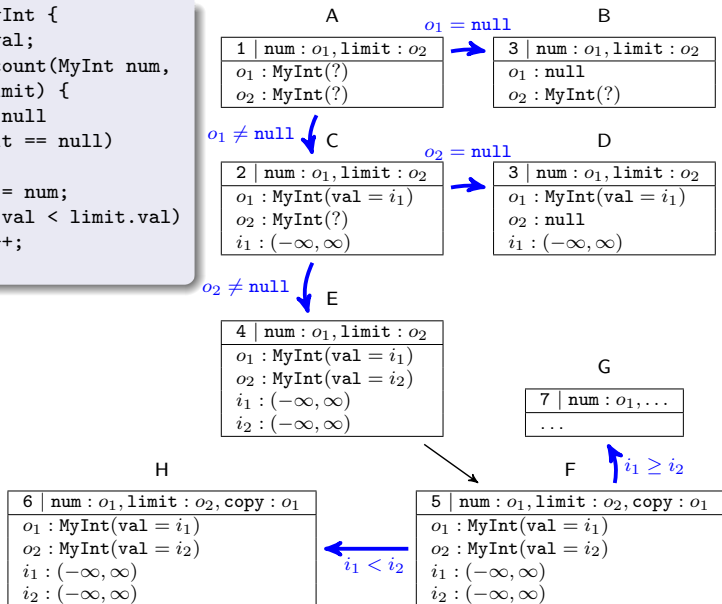 yInt {
val;
count(MyInt num,
mit) {
null
t == null)
= num;
val < limit.val)
++;
A
B
o₁ = null
1 | num : o₁, limit : o₂
o₁ : MyInt(?)
o₂ : MyInt(?)
3 | num : o₁, limit : o₂
o₁ : null
o₂ : MyInt(?)
o₁ ≠ null
C
D
o₂ = null
2 | num : o₁, limit : o₂
o₁ : MyInt(val = i₁)
o₂ : MyInt(?)
i₁ : (−∞, ∞)
3 | num : o₁, limit : o₂
o₁ : MyInt(val = i₁)
o₂ : null
i₁ : (−∞, ∞)
o₂ ≠ null
E
4 | num : o₁, limit : o₂
o₁ : MyInt(val = i₁)
o₂ : MyInt(val = i₂)
i₁ : (−∞, ∞)
i₂ : (−∞, ∞)
G
7 | num : o₁, . . .
. . .
i₁ ≥ i₂
H
F
6 | num : o₁, limit : o₂, copy : o₁
o₁ : MyInt(val = i₁)
o₂ : MyInt(val = i₂)
i₁ : (−∞, ∞)
i₂ : (−∞, ∞)
i₁ < i₂
5 | num : o₁, limit : o₂, copy : o₁
o₁ : MyInt(val = i₁)
o₂ : MyInt(val = i₂)
i₁ : (−∞, ∞)
i₂ : (−∞, ∞)